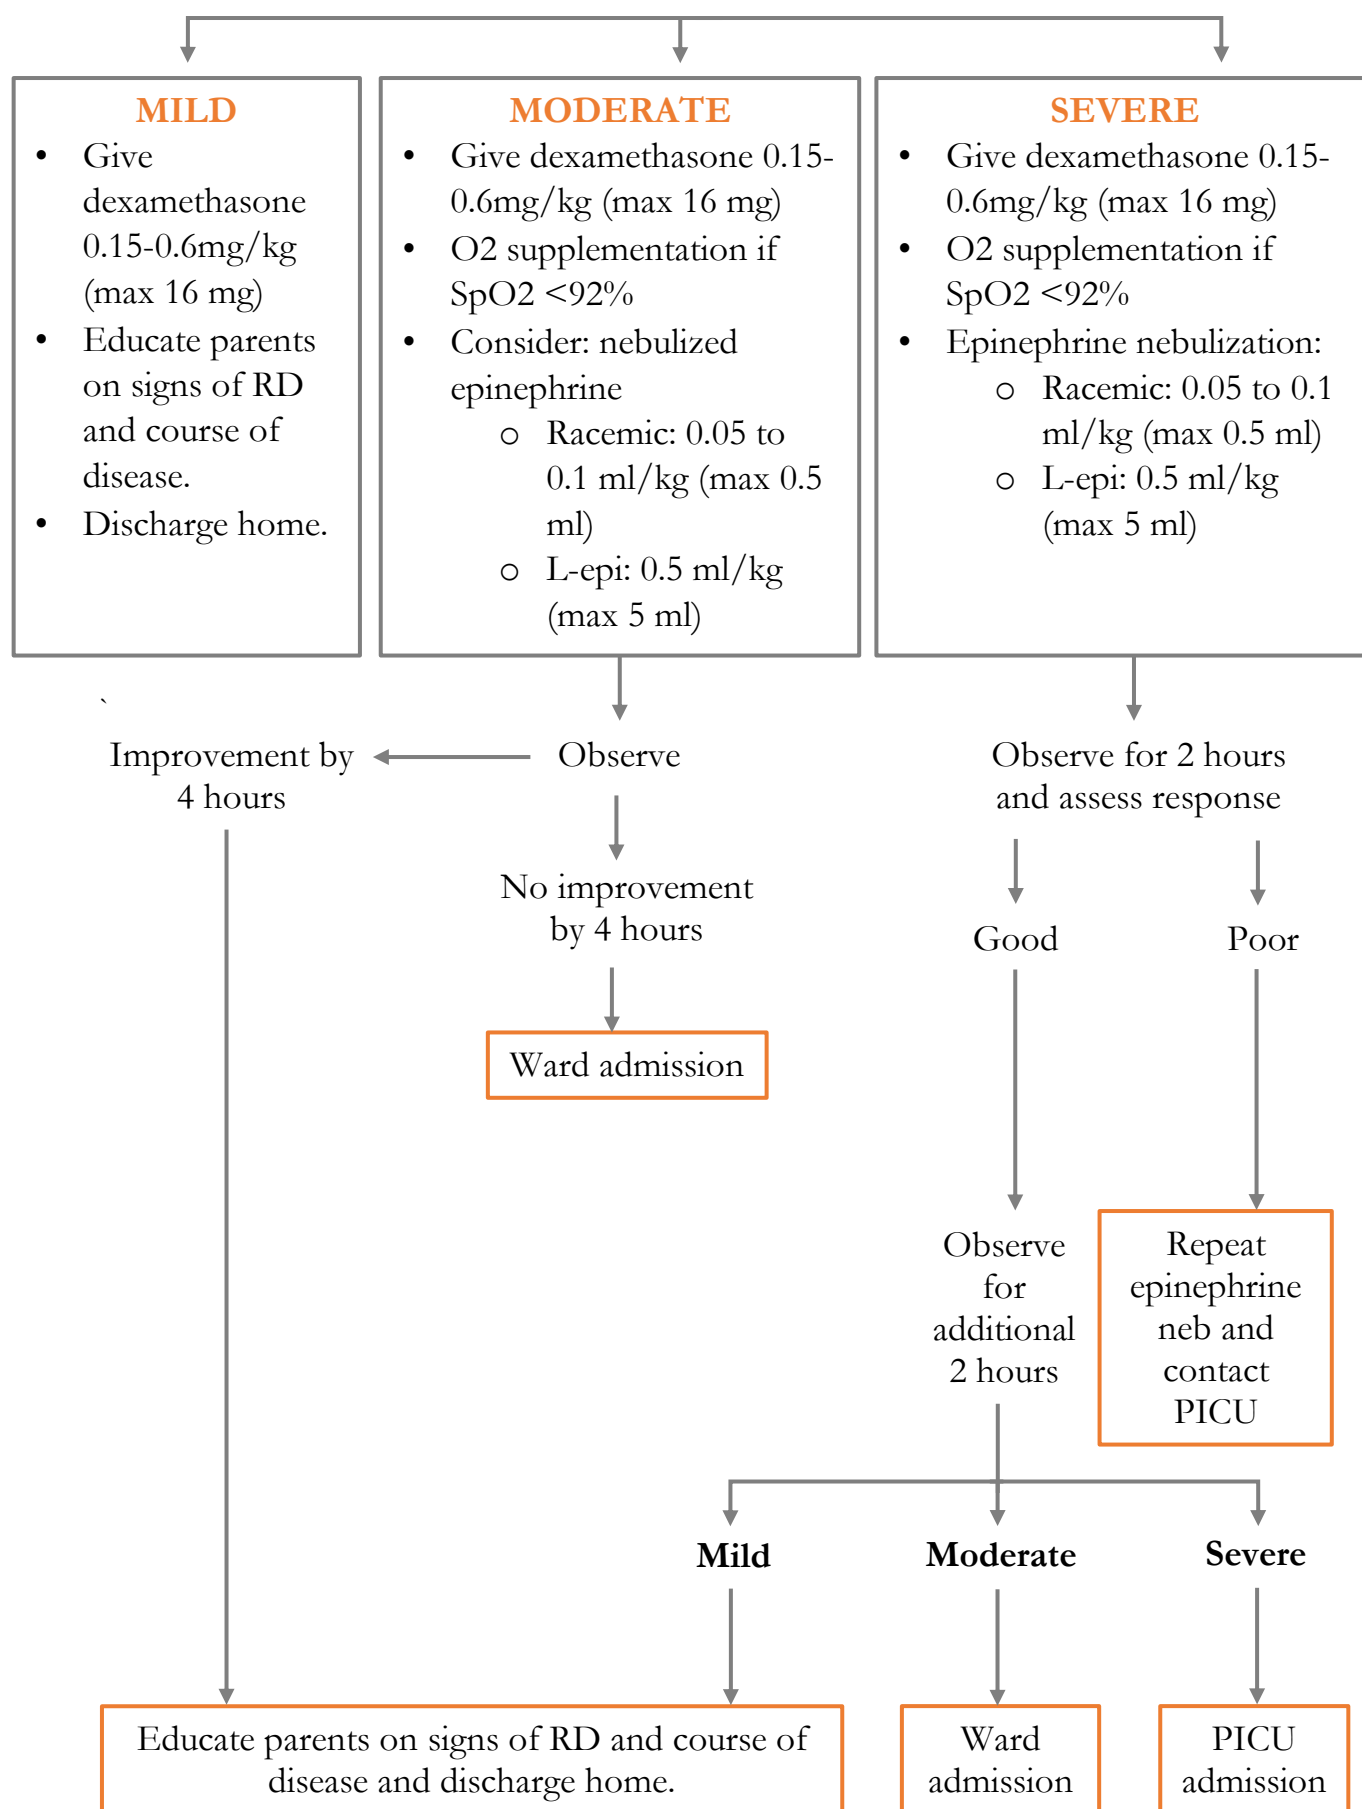 MILD
• Give
dexamethasone
0.15-0.6mg/kg
(max 16 mg)
• Educate parents
on signs of RD
and course of
disease.
• Discharge home.
MODERATE
• Give dexamethasone 0.15-
0.6mg/kg (max 16 mg)
• O2 supplementation if
SpO2 <92%
• Consider: nebulized
epinephrine
o Racemic: 0.05 to
0.1 ml/kg (max 0.5
ml)
o L-epi: 0.5 ml/kg
(max 5 ml)
SEVERE
• Give dexamethasone 0.15-
0.6mg/kg (max 16 mg)
• O2 supplementation if
SpO2 <92%
• Epinephrine nebulization:
o Racemic: 0.05 to 0.1
ml/kg (max 0.5 ml)
o L-epi: 0.5 ml/kg
(max 5 ml)
`
Improvement by
4 hours
Observe
No improvement
by 4 hours
Ward admission
Observe for 2 hours
and assess response
Good
Poor
Observe
for
additional
2 hours
Repeat
epinephrine
neb and
contact
PICU
Mild
Moderate
Severe
Educate parents on signs of RD and course of
disease and discharge home.
Ward
admission
PICU
admission